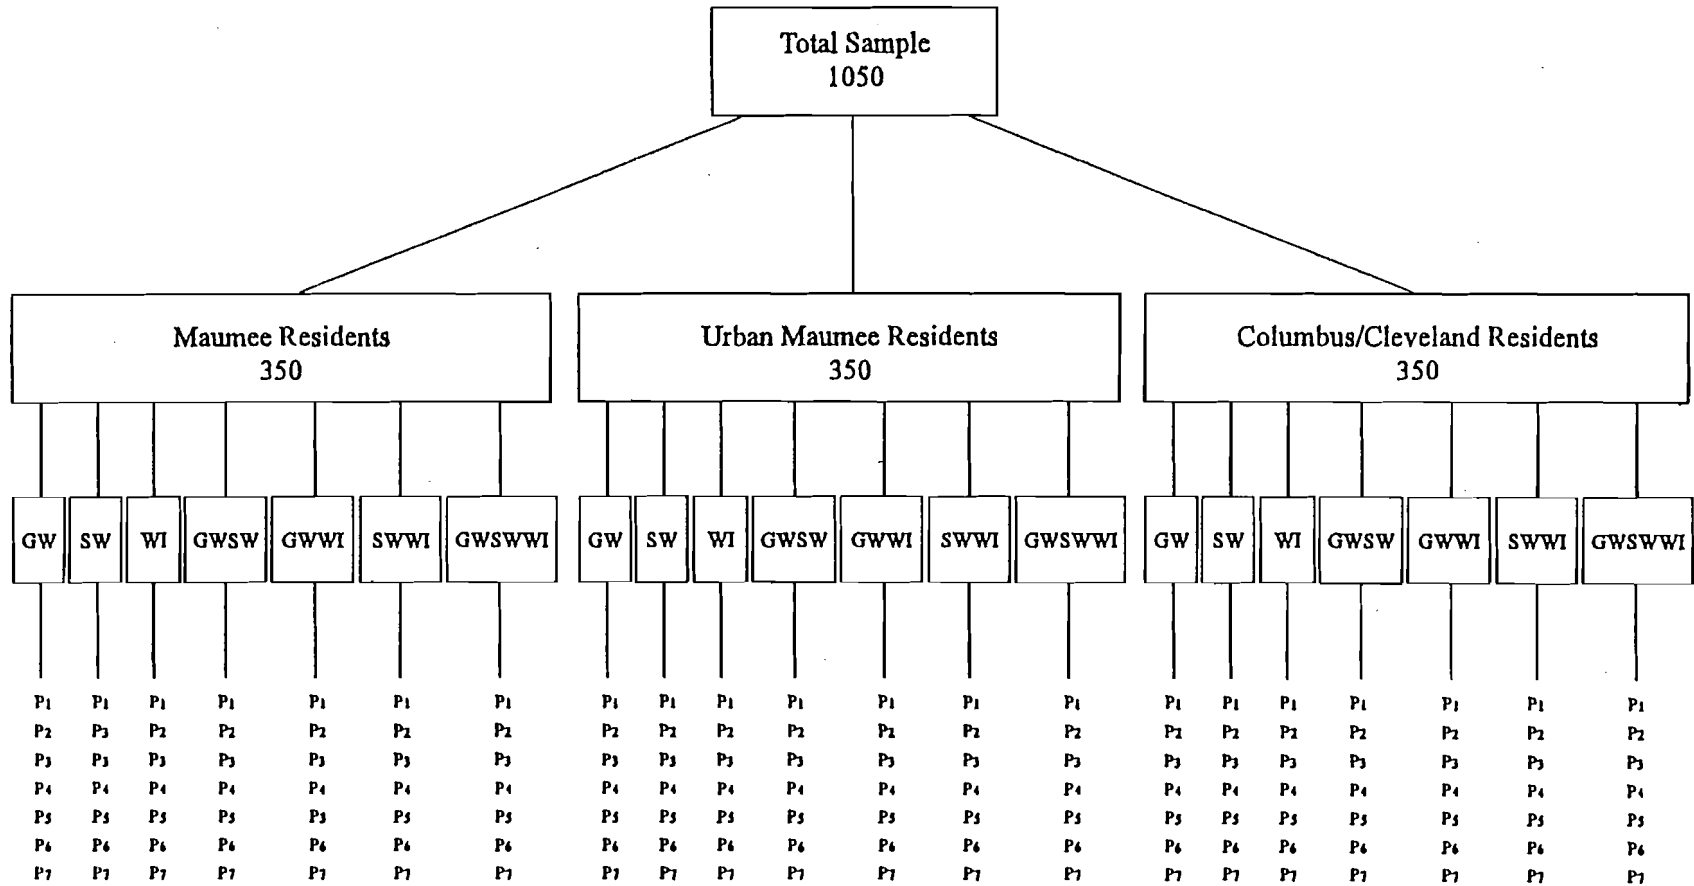 Total Sample
1050
Maumee Residents
350
Urban Maumee Residents
350
Columbus/Cleveland Residents
350
GW SW WI GWSW GWWI SWWI GWSWWI GW SW WI GWSW GWWI SWWI GWSWWI GW SW WI GWSW GWWI SWWI GWSWWI
P1 P1 P1 P1 P1 P1 P1 P1 P1 P1 P1 P1 P1 P1 P1 P1 P1 P1 P1 P1 P1
P2 P3 P2 P2 P2 P2 P2 P2 P2 P2 P2 P2 P2 P2 P2 P2 P2 P2 P2 P2 P2
P3 P3 P3 P3 P3 P3 P3 P3 P3 P3 P3 P3 P3 P3 P3 P3 P3 P3 P3 P3 P3
P4 P4 P4 P4 P4 P4 P4 P4 P4 P4 P4 P4 P4 P4 P4 P4 P4 P4 P4 P4 P4
P5 P5 P5 P5 P5 P5 P5 P5 P5 P5 P5 P5 P5 P5 P5 P5 P5 P5 P5 P5 P5
P6 P6 P6 P6 P6 P6 P6 P6 P6 P6 P6 P6 P6 P6 P6 P6 P6 P6 P6 P6 P6
P7 P7 P7 P7 P7 P7 P7 P7 P7 P7 P7 P7 P7 P7 P7 P7 P7 P7 P7 P7 P7